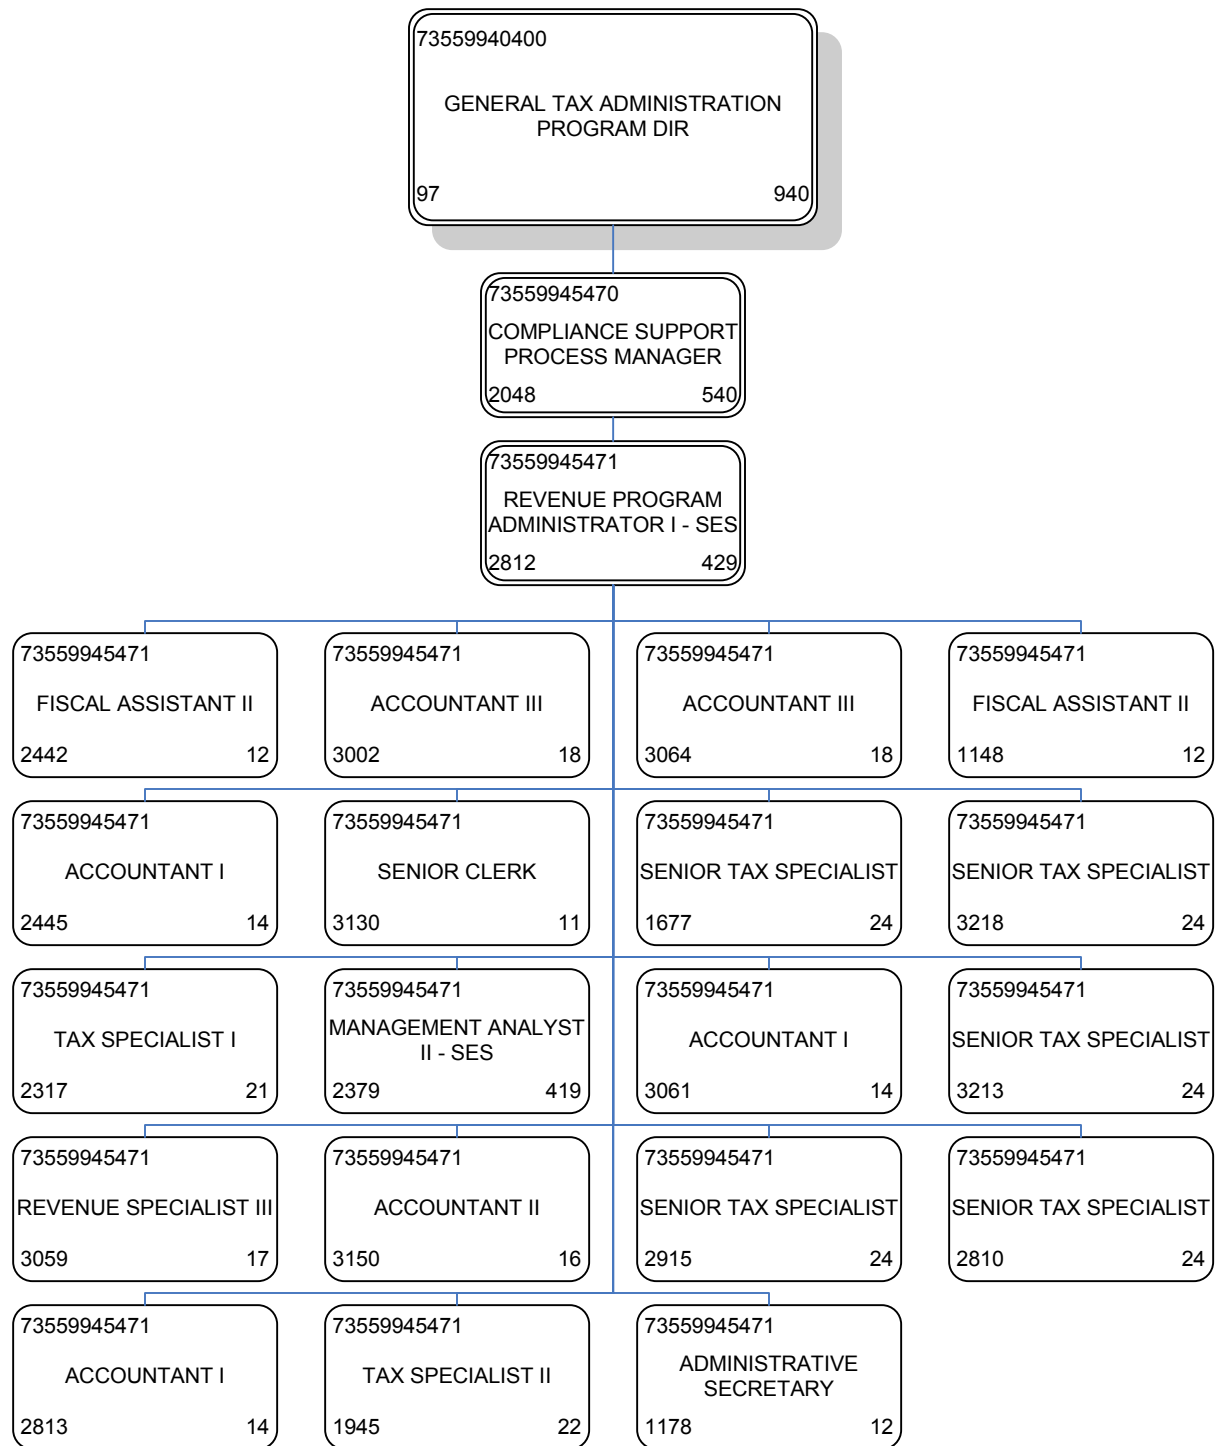 73559940400
GENERAL TAX ADMINISTRATION
PROGRAM DIR
97 940
73559945470
COMPLIANCE SUPPORT
PROCESS MANAGER
2048 540
73559945471
REVENUE PROGRAM
ADMINISTRATOR I - SES
2812 429
73559945471
FISCAL ASSISTANT II
2442 12
73559945471
ACCOUNTANT III
3002 18
73559945471
ACCOUNTANT III
3064 18
73559945471
FISCAL ASSISTANT II
1148 12
73559945471
ACCOUNTANT I
2445 14
73559945471
SENIOR CLERK
3130 11
73559945471
SENIOR TAX SPECIALIST
1677 24
73559945471
SENIOR TAX SPECIALIST
3218 24
73559945471
TAX SPECIALIST I
2317 21
73559945471
MANAGEMENT ANALYST
II - SES
2379 419
73559945471
ACCOUNTANT I
3061 14
73559945471
SENIOR TAX SPECIALIST
3213 24
73559945471
REVENUE SPECIALIST III
3059 17
73559945471
ACCOUNTANT II
3150 16
73559945471
SENIOR TAX SPECIALIST
2915 24
73559945471
SENIOR TAX SPECIALIST
2810 24
73559945471
ACCOUNTANT I
2813 14
73559945471
TAX SPECIALIST II
1945 22
73559945471
ADMINISTRATIVE
SECRETARY
1178 12